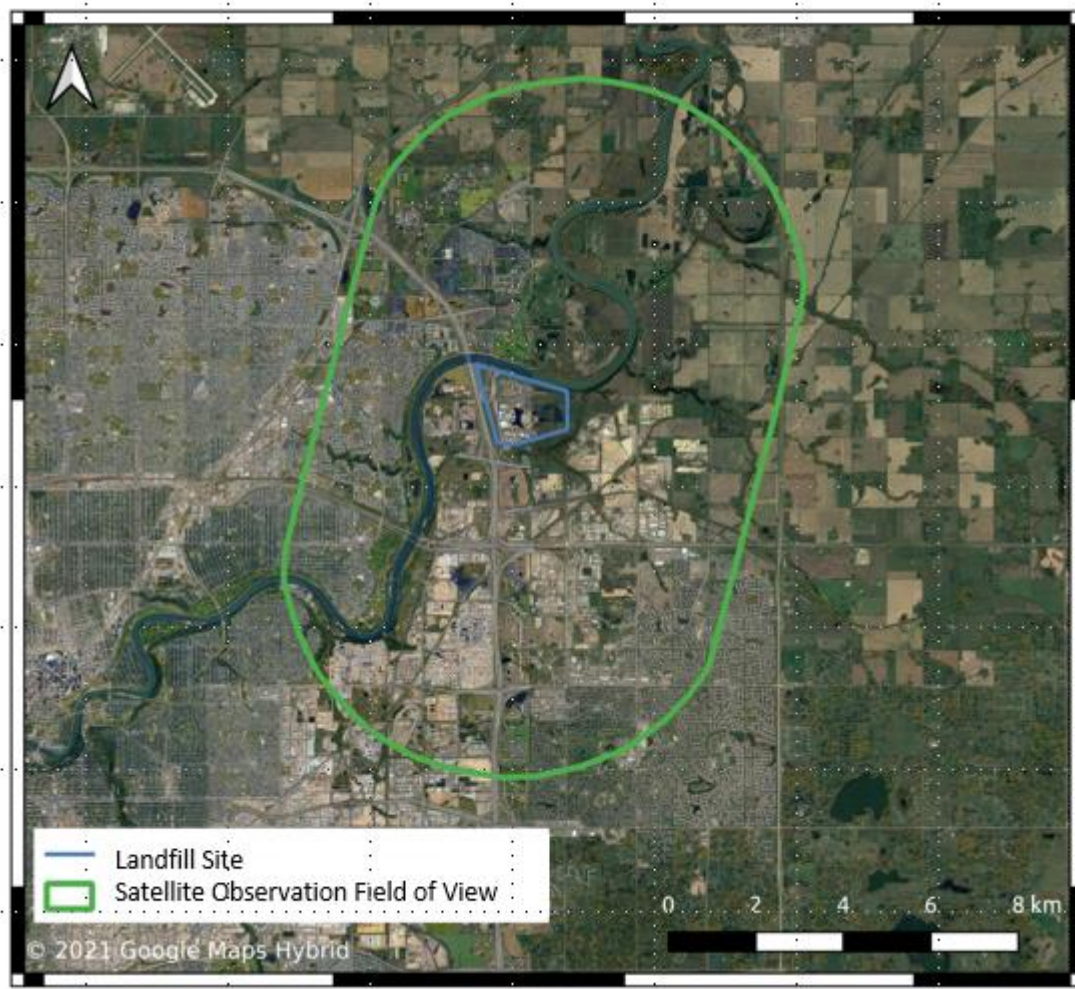 Landfill Site
Satellite Observation Field of View
0 2 4 6 8 km
© 2021 Google Maps Hybrid